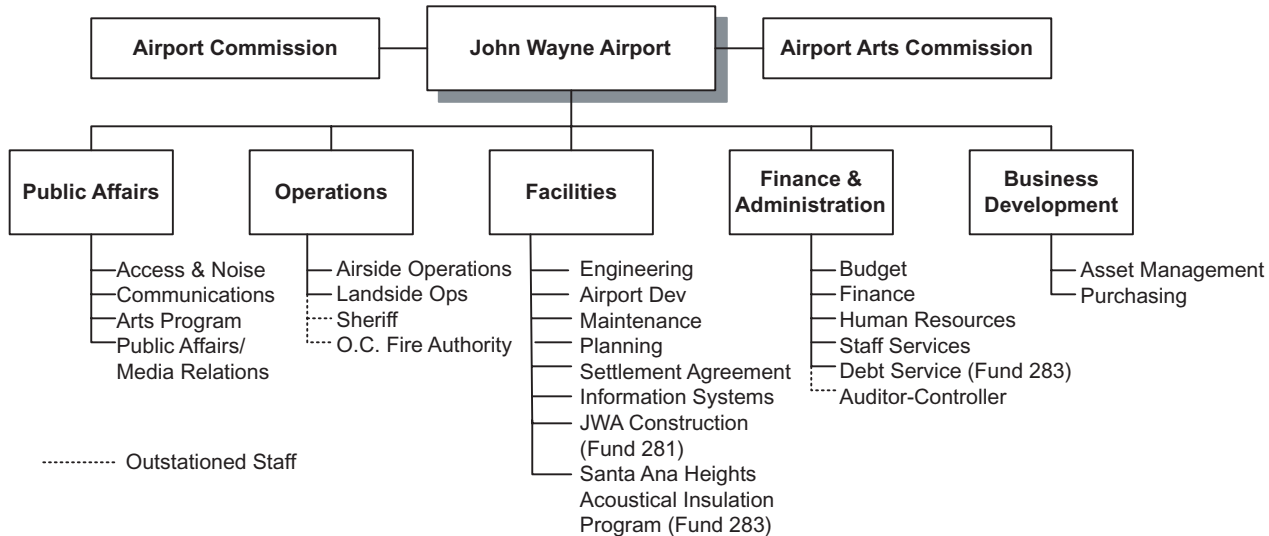 Airport Commission
John Wayne Airport
Airport Arts Commission
Public Affairs
Operations
Facilities
Finance &
Administration
Business
Development
Access & Noise
Communications
Arts Program
Public Affairs/
Media Relations
Airside Operations
Landside Ops
Sheriff
O.C. Fire Authority
Engineering
Airport Dev
Maintenance
Planning
Settlement Agreement
Information Systems
JWA Construction
(Fund 281)
Santa Ana Heights
Acoustical Insulation
Program (Fund 283)
Budget
Finance
Human Resources
Staff Services
Debt Service (Fund 283)
Auditor-Controller
Asset Management
Purchasing
Outstationed Staff